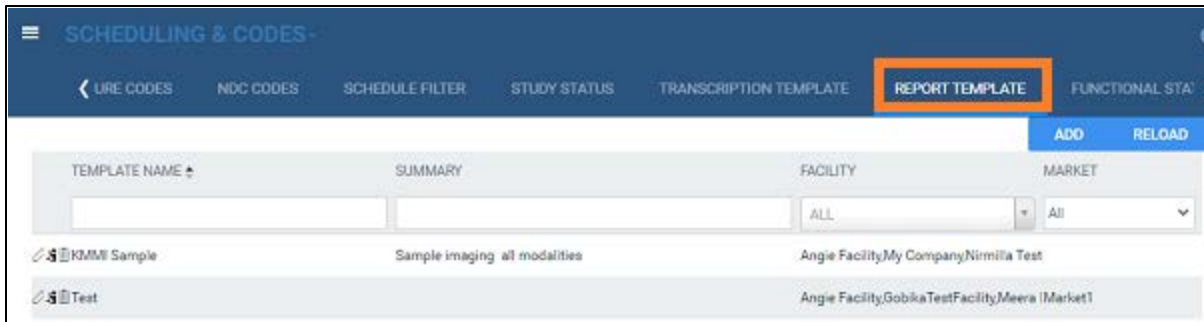 SCHEDULING & CODES-
URE CODES NDC CODES SCHEDULE FILTER STUDY STATUS TRANSCRIPTION TEMPLATE REPORT TEMPLATE FUNCTIONAL STAT
ADD RELOAD
TEMPLATE NAME SUMMARY FACILITY MARKET
ALL All
KMMI Sample Sample imaging all modalities Angie Facility,My Company,Nirmilla Test
Test Angie Facility,GobikaTestFacility,Meera I Market1